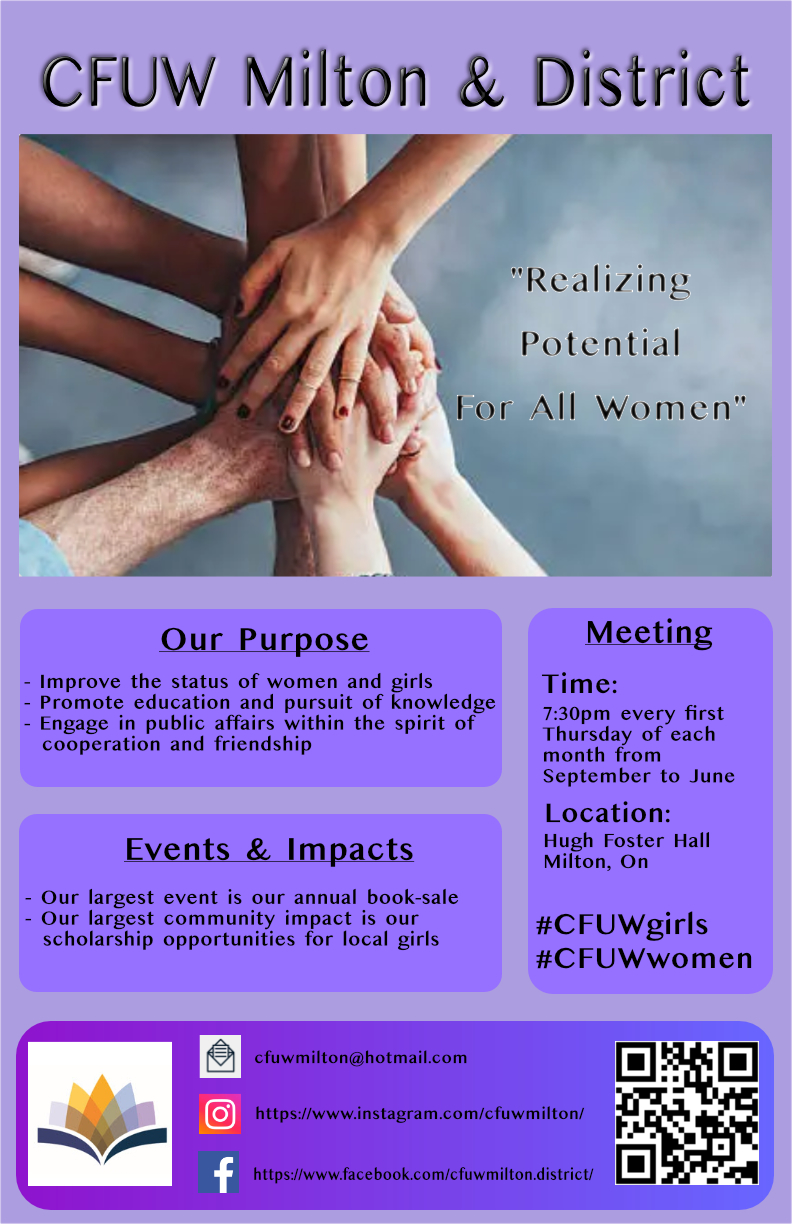 CFUW Milton & District
"Realizing
Potential
For All Women"
Our Purpose
- Improve the status of women and girls
- Promote education and pursuit of knowledge
- Engage in public affairs within the spirit of
cooperation and friendship
Events & Impacts
- Our largest event is our annual book-sale
- Our largest community impact is our
scholarship opportunities for local girls
Meeting
Time:
7:30pm every first
Thursday of each
month from
September to June
Location:
Hugh Foster Hall
Milton, On
#CFUWgirls
#CFUWwomen
cfuwmilton@hotmail.com
https://www.instagram.com/cfuwmilton/
https://www.facebook.com/cfuwmilton.district/